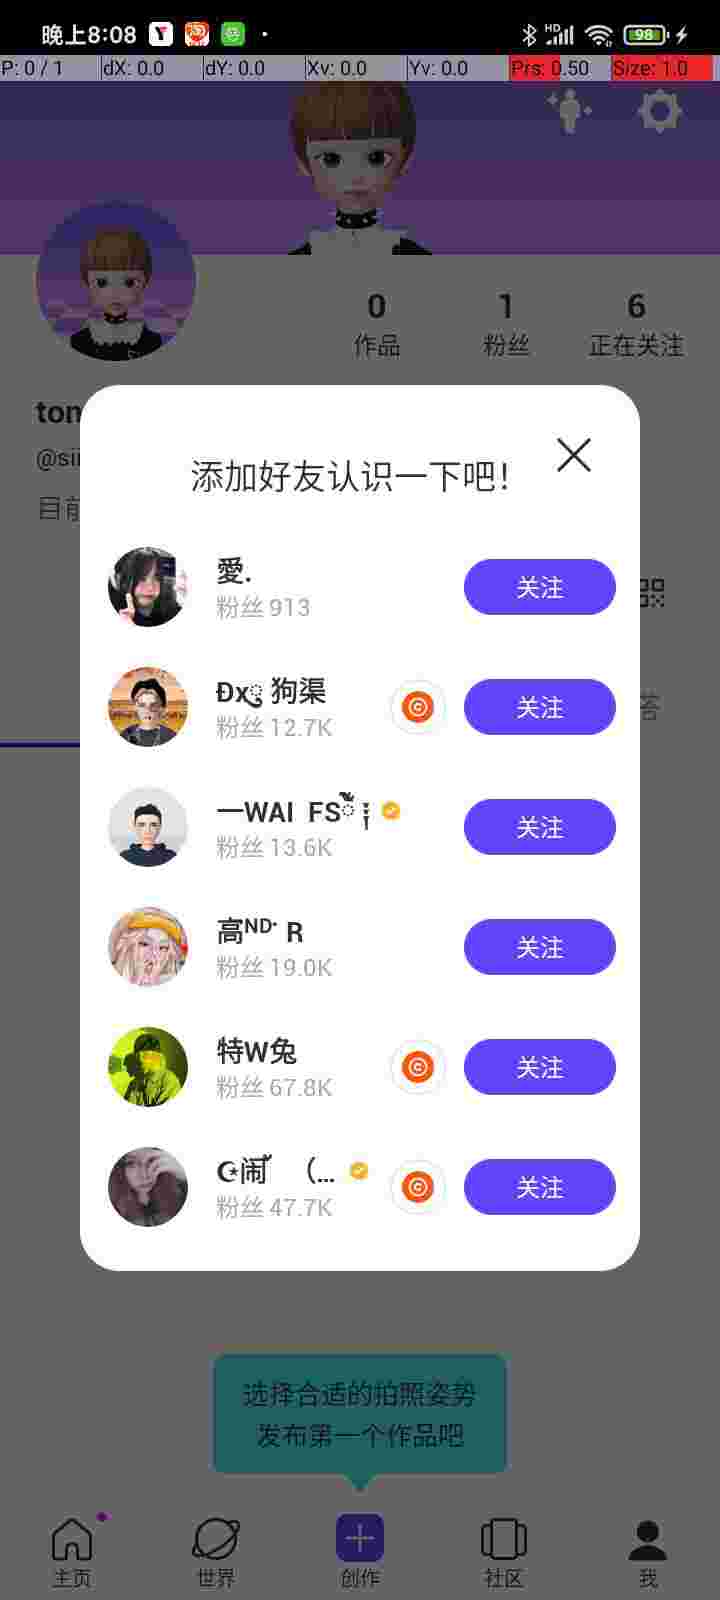 晚上8:08
HD
98
P: 0 / 1
dX: 0.0
dY: 0.0
Xv: 0.0
Yv: 0.0
Prs: 0.50
Size: 1.0
0
1
6
作品
粉丝
正在关注
添加好友认识一下吧!
愛.
粉丝 913
关注
狗渠
粉丝 12.7K
关注
一WAI FS
粉丝 13.6K
关注
高ᴺᴰ· R
粉丝 19.0K
关注
特W兔
粉丝 67.8K
关注
☪闹 （...
粉丝 47.7K
关注
选择合适的拍照姿势
发布第一个作品吧
主页
世界
创作
社区
我